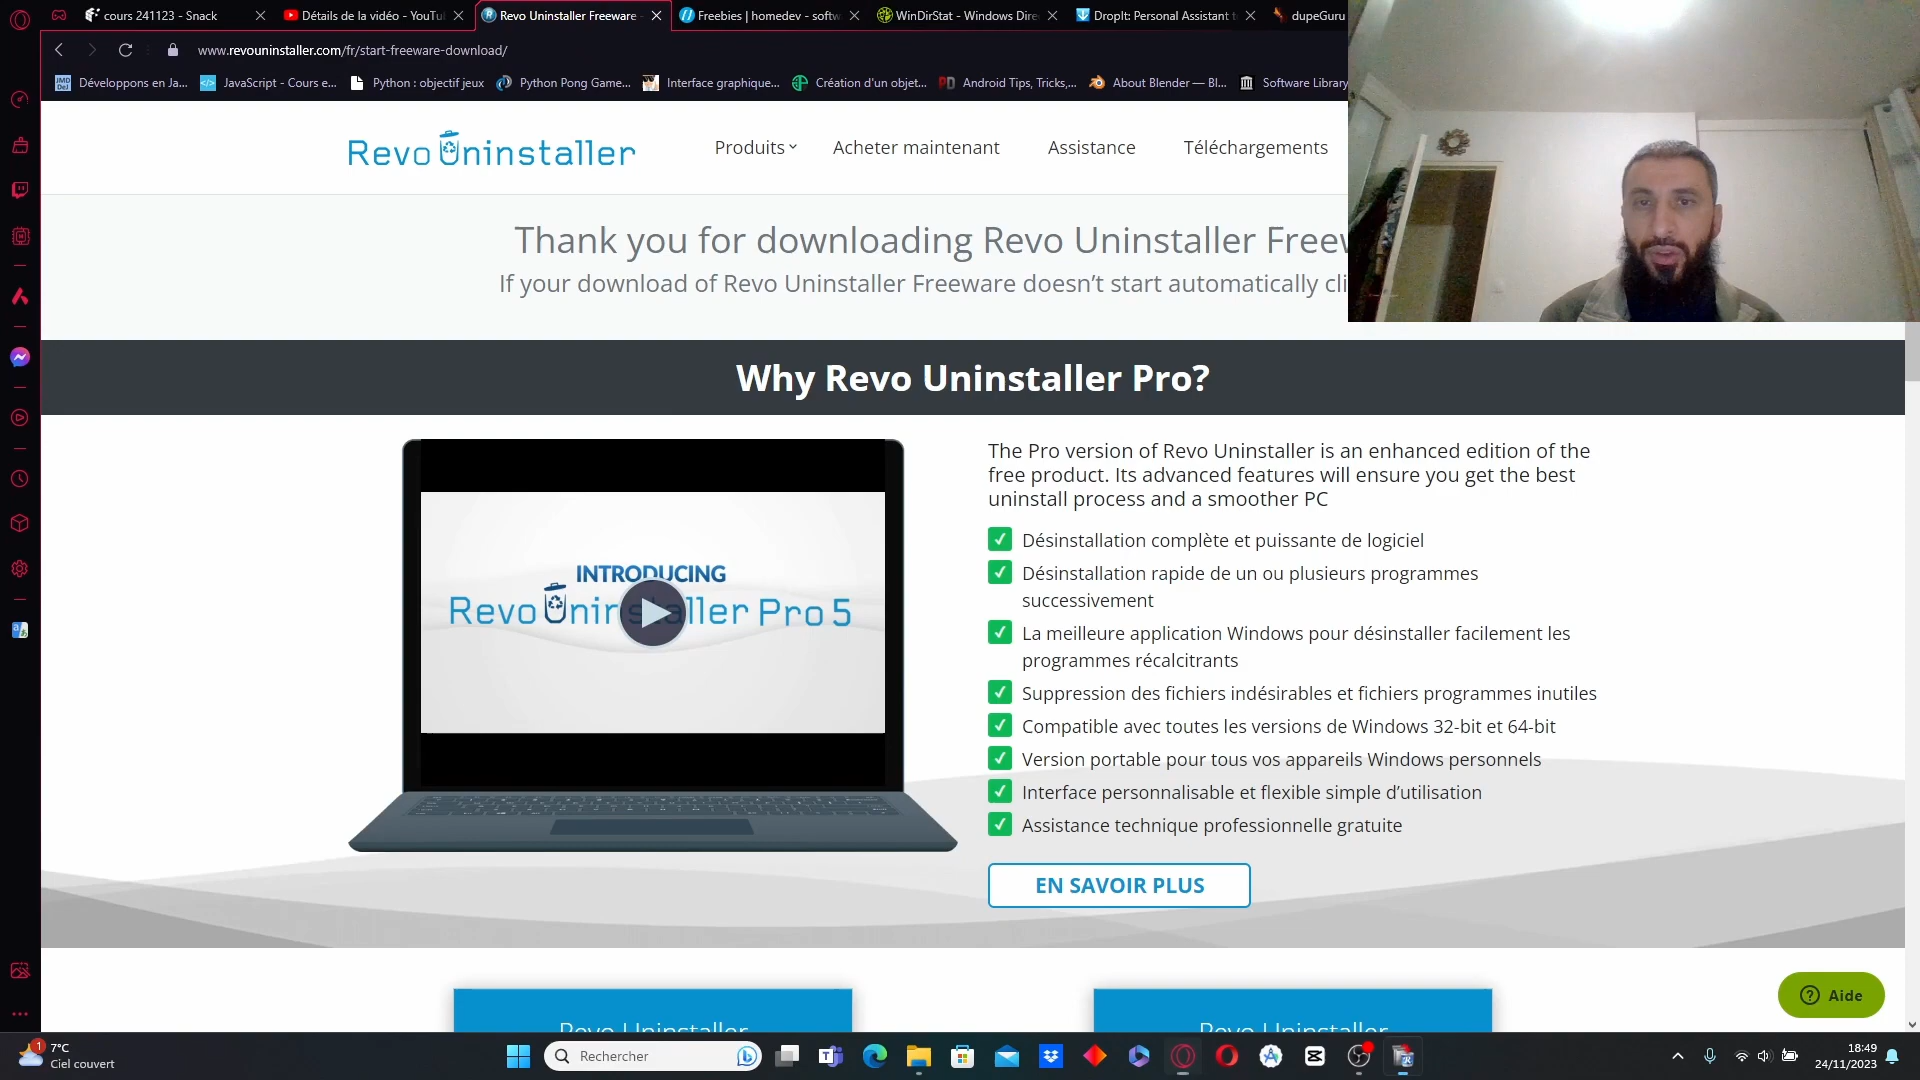 cours 241123 - Snack
Détails de la vidéo - YouTu
Revo Uninstaller Freeware -
Freebies | homedev - softw
WinDirStat - Windows Dire
DropIt: Personal Assistant t
dupeGuru
www.revouninstaller.com/fr/start-freeware-download/
Développons en Ja...
JavaScript - Cours e...
Python : objectif jeux
Python Pong Game...
Interface graphique...
Création d'un objet...
Android Tips, Tricks,...
About Blender — Bl...
Software Library
Revo Uninstaller
Produits
Acheter maintenant
Assistance
Téléchargements
Thank you for downloading Revo Uninstaller Freew
If your download of Revo Uninstaller Freeware doesn't start automatically cli
Why Revo Uninstaller Pro?
INTRODUCING
Revo Uninstaller Pro 5
The Pro version of Revo Uninstaller is an enhanced edition of the
free product. Its advanced features will ensure you get the best
uninstall process and a smoother PC
Désinstallation complète et puissante de logiciel
Désinstallation rapide de un ou plusieurs programmes
successivement
La meilleure application Windows pour désinstaller facilement les
programmes récalcitrants
Suppression des fichiers indésirables et fichiers programmes inutiles
Compatible avec toutes les versions de Windows 32-bit et 64-bit
Version portable pour tous vos appareils Windows personnels
Interface personnalisable et flexible simple d'utilisation
Assistance technique professionnelle gratuite
EN SAVOIR PLUS
Aide
Revo Uninstaller
Revo Uninstaller
1
7°C
Ciel couvert
Rechercher
18:49
24/11/2023